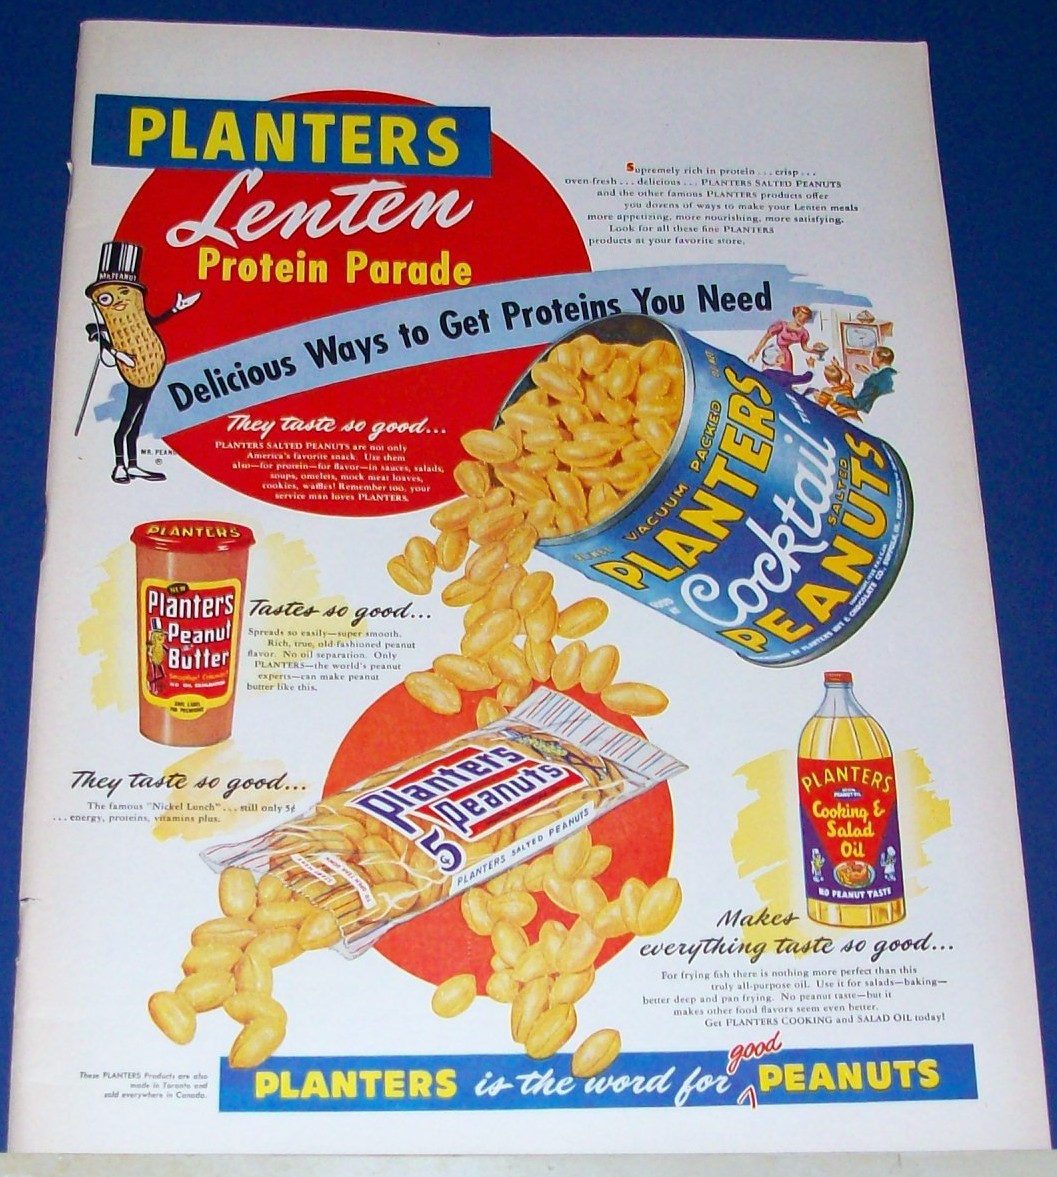 PLANTERS
Lenten
Protein Parade
Supremely rich in protein . . . crisp . . .
oven-fresh . . . delicious . . . PLANTERS SALTED PEANUTS
and the other famous PLANTERS products offer
you dozens of ways to make your Lenten meals
more appetizing, more nourishing, more satisfying.
Look for all these fine PLANTERS
products at your favorite store.
MR. PEANUT
Delicious Ways to Get Proteins You Need
They taste so good...
PLANTERS SALTED PEANUTS are not only
America's favorite snack. Use them
also—for protein—for flavor—in sauces, salads,
soups, omelets, mock meat loaves,
cookies, waffles! Remember too, your
service man loves PLANTERS.
MR. PEAN
®
VACUUM PACKED
PLANTERS
Cocktail
SALTED
PEANUTS
PLANTERS
NEW
Planters
Peanut
Butter
NO OIL SEPARATION
Tastes so good...
Spreads so easily—super smooth.
Rich, true, old-fashioned peanut
flavor. No oil separation. Only
PLANTERS—the world's peanut
experts—can make peanut
butter like this.
They taste so good...
The famous "Nickel Lunch" . . . still only 5¢
. . . energy, proteins, vitamins plus.
Planters
Peanuts
5¢
PLANTERS SALTED PEANUTS
PLANTERS
PEANUT OIL
Cooking &
Salad
Oil
NO PEANUT TASTE
Makes
everything taste so good...
For frying fish there is nothing more perfect than this
truly all-purpose oil. Use it for salads—baking—
better deep and pan frying. No peanut taste—but it
makes other food flavors seem even better.
Get PLANTERS COOKING and SALAD OIL today!
These PLANTERS Products are also
made in Toronto and
sold everywhere in Canada.
good
PLANTERS is the word for PEANUTS